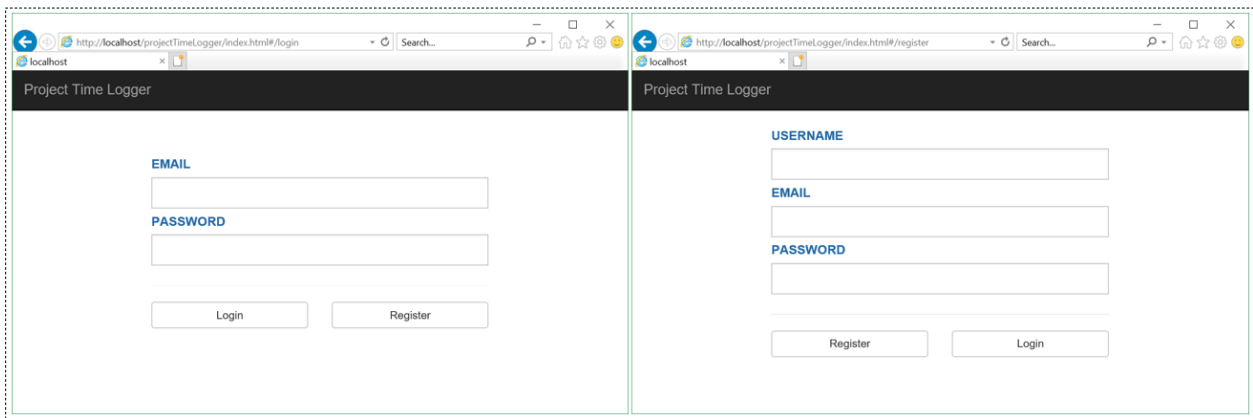 http://localhost/projectTimeLogger/index.html#/login
Search...
localhost
Project Time Logger
EMAIL
PASSWORD
Login Register
http://localhost/projectTimeLogger/index.html#/register
Search...
localhost
Project Time Logger
USERNAME
EMAIL
PASSWORD
Register Login